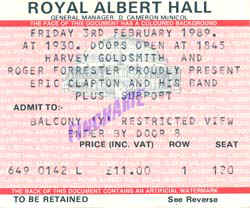 ROYAL ALBERT HALL
GENERAL MANAGER D. CAMERON McNICOL
THE FACE OF THIS DOCUMENT HAS A COLOURED BACKGROUND
FRIDAY 3RD FEBRUARY 1989.
AT 1930. DOORS OPEN AT 1845
HARVEY GOLDSMITH AND
ROGER FORRESTER PROUDLY PRESENT
ERIC CLAPTON AND HIS BAND
PLUS SUPPORT
ADMIT TO:
BALCONY (Y) RESTRICTED VIEW
ENTER BY DOOR 8
PRICE (INC. VAT) ROW SEAT
649 0142 L £11.00 1 120
THE BACK OF THIS DOCUMENT CONTAINS AN ARTIFICIAL WATERMARK
TO BE RETAINED See Reverse